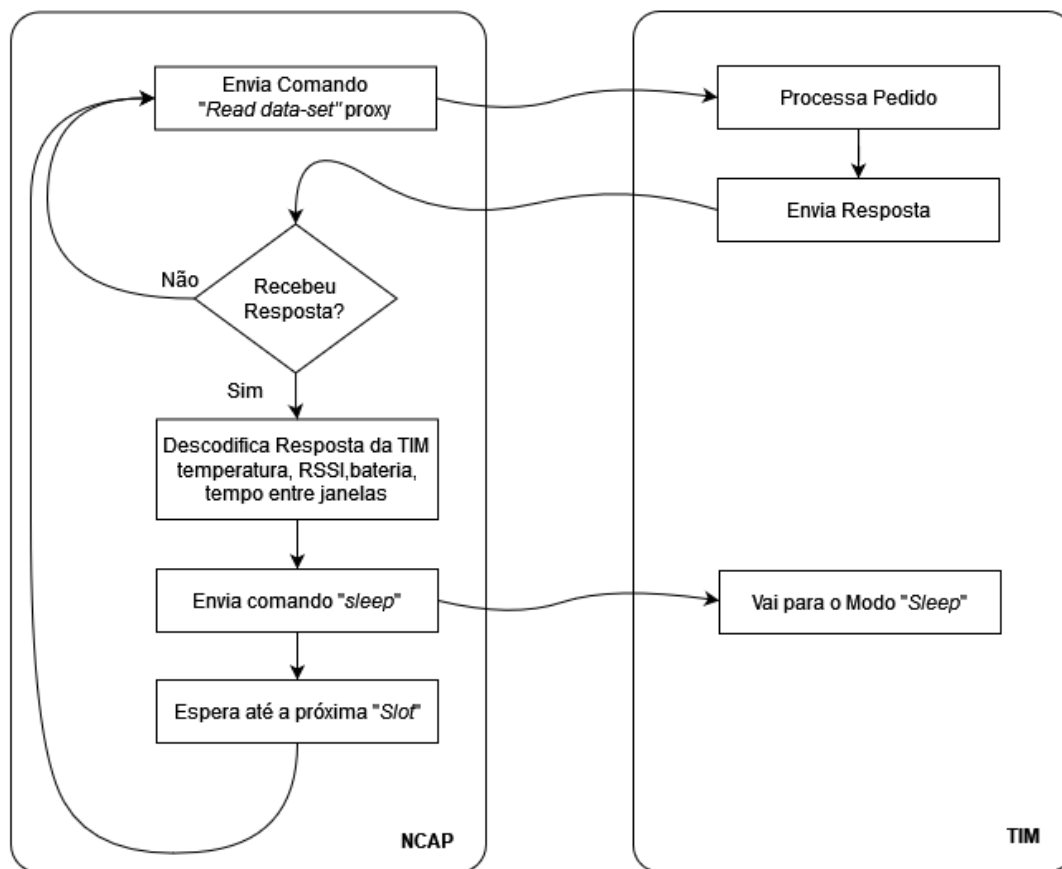 Envia Comando
"Read data-set" proxy
Processa Pedido
Envia Resposta
Não
Recebeu
Resposta?
Sim
Descodifica Resposta da TIM
temperatura, RSSI,bateria,
tempo entre janelas
Envia comando "sleep"
Vai para o Modo "Sleep"
Espera até a próxima "Slot"
NCAP
TIM